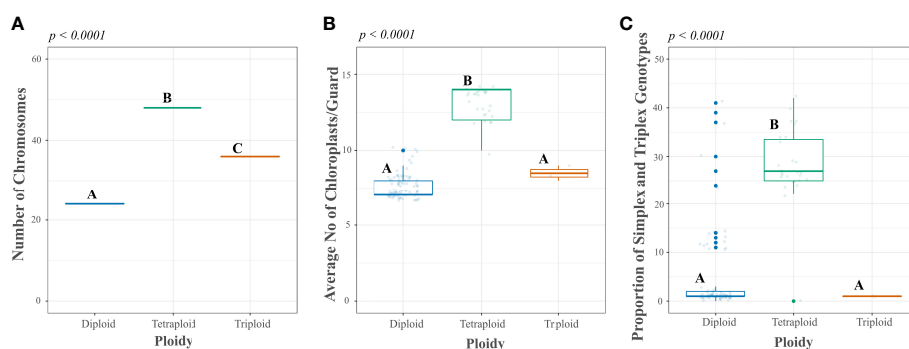 A
p < 0.0001
Number of Chromosomes
60
40
20
0
A
B
C
Diploid
Tetraploid
Triploid
Ploidy
B
p < 0.0001
Average No of Chloroplasts/Guard
15
10
5
0
A
B
A
Diploid
Tetraploid
Trploid
Ploidy
C
p < 0.0001
Proportion of Simplex and Triplex Genotypes
50
40
30
20
10
0
A
B
A
Diploid
Tetraploid
Triploid
Ploidy